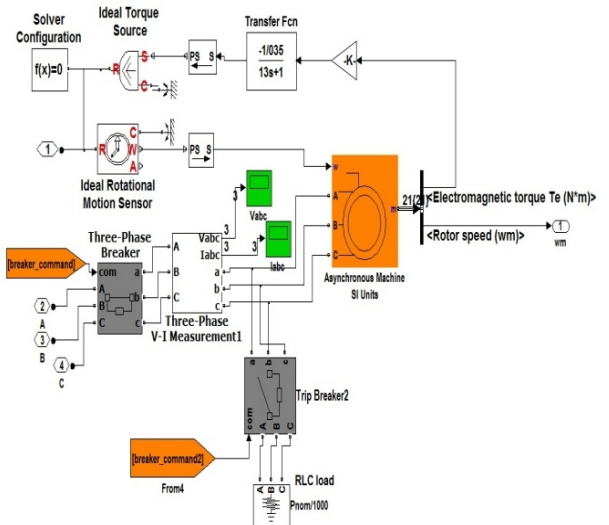 Solver
Configuration
f(x)=0
Ideal Torque
Source
S
R
C
PS S
Transfer Fcn
-1/035
13s+1
-K-
1
R
C
W
A
Ideal Rotational
Motion Sensor
PS S
3
Vabc
3
Iabc
w
A
B
C
m
Asynchronous Machine
SI Units
<Electromagnetic torque Te (N*m)>
<Rotor speed (wm)>
1
wm
Three-Phase
Breaker
[breaker_command]
com
A
B
C
a
b
c
2
A
3
B
4
C
A
B
C
Vabc
Iabc
a
b
c
3
3
Three-Phase
V-I Measurement1
a b c
com
A B C
Trip Breaker2
[breaker_command2]
From4
RLC load
A B C
Pnom/1000